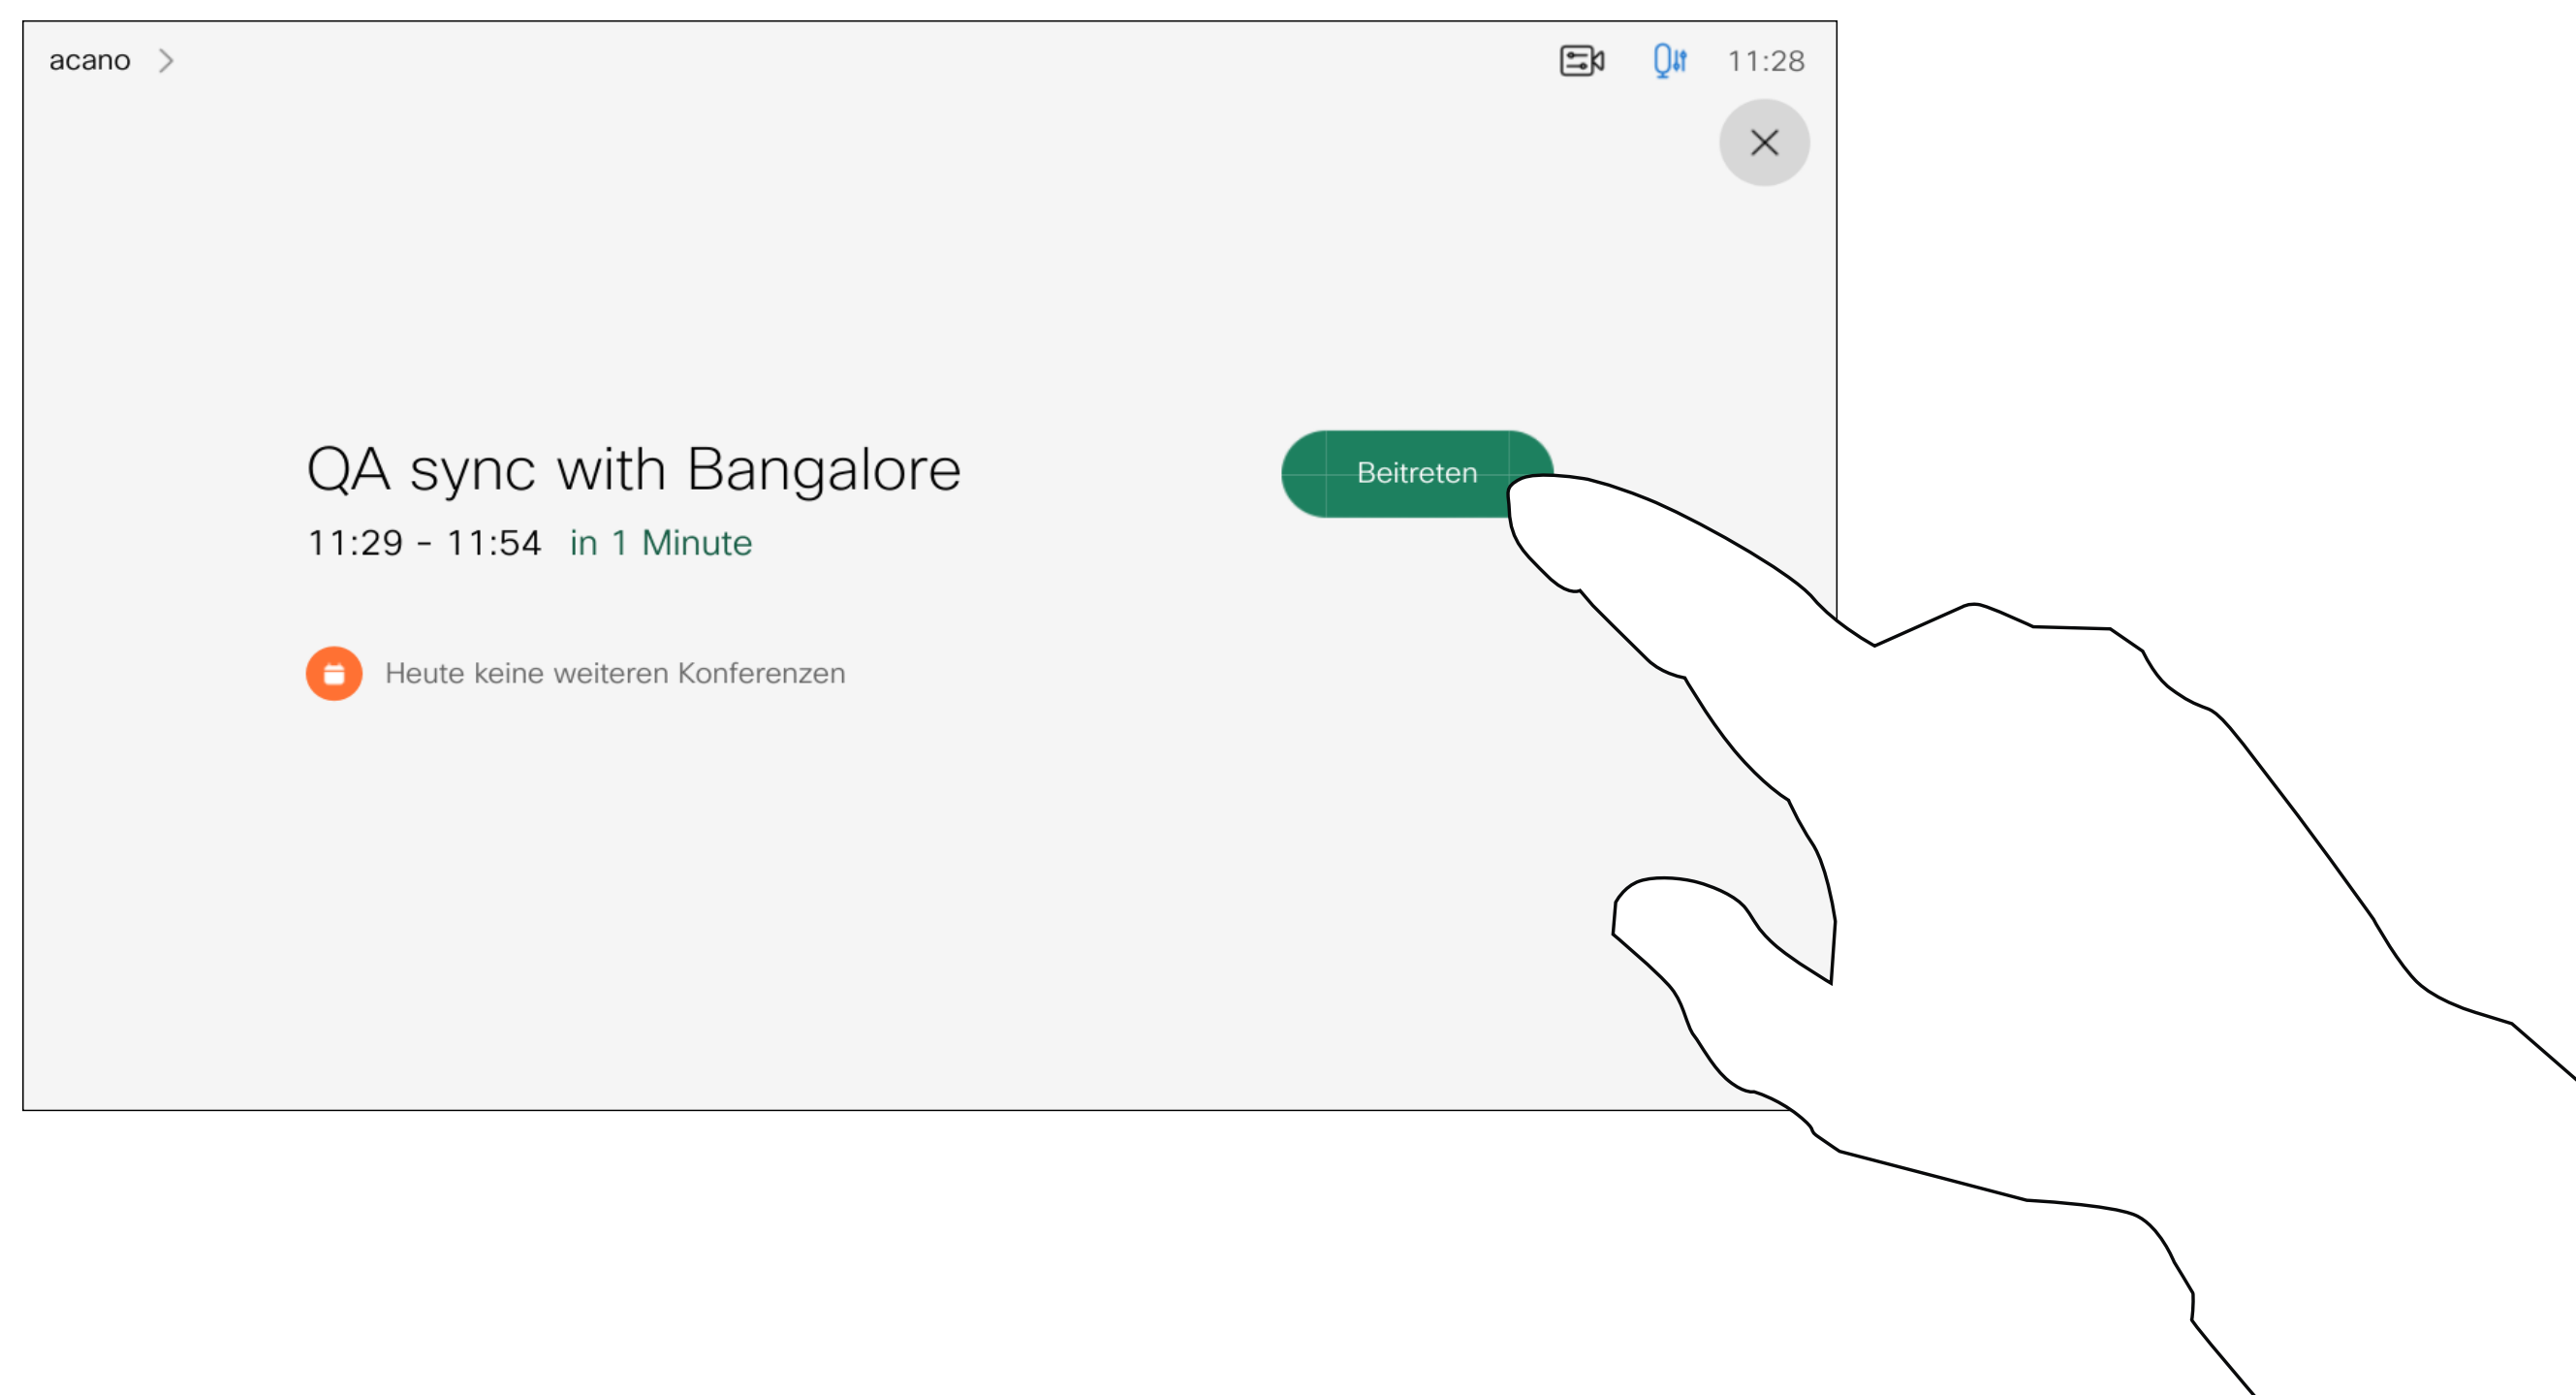 acano
11:28
QA sync with Bangalore
Beitreten
11:29 - 11:54 in 1 Minute
Heute keine weiteren Konferenzen